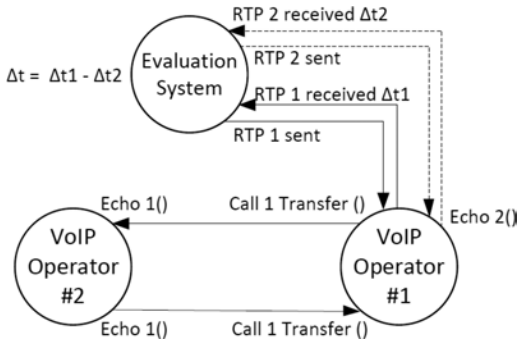 RTP 2 received Δt2
Evaluation
System
RTP 2 sent
Δt = Δt1 - Δt2
RTP 1 received Δt1
RTP 1 sent
Echo 1()
Call 1 Transfer ()
Echo 2()
VoIP
Operator
#2
VoIP
Operator
#1
Echo 1()
Call 1 Transfer ()